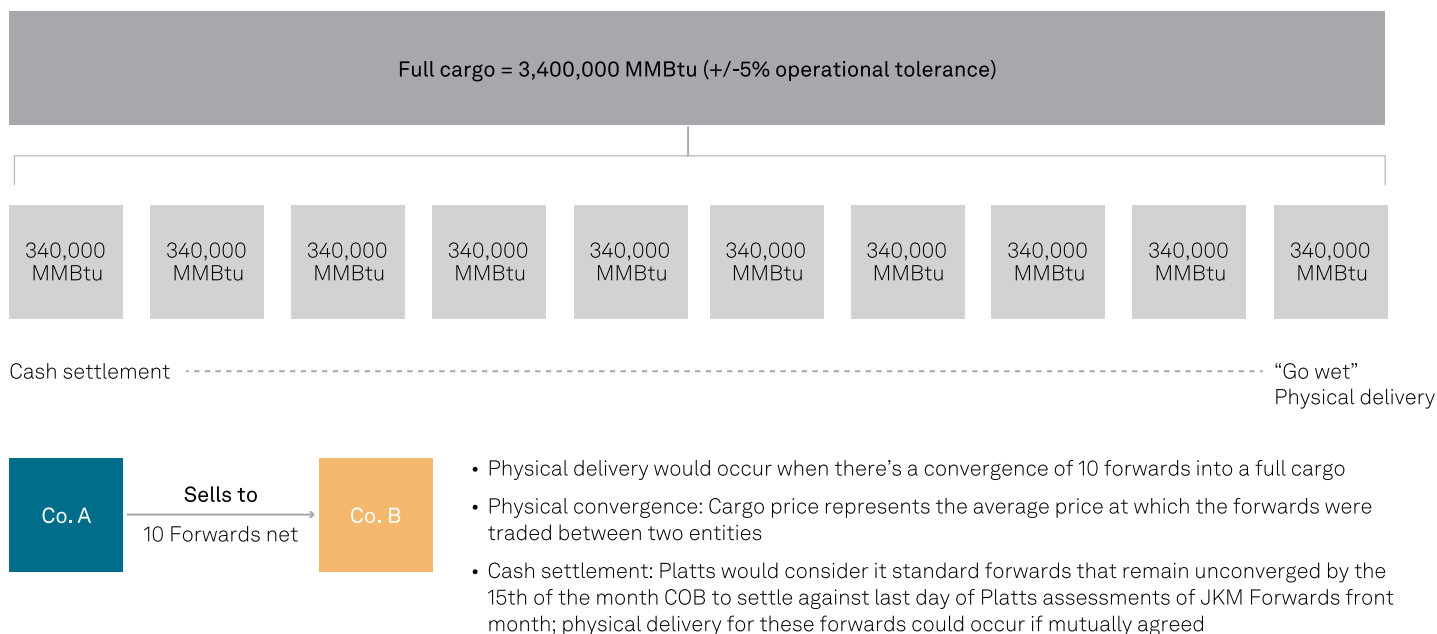 Full cargo = 3,400,000 MMBtu (+/-5% operational tolerance)
340,000
MMBtu
340,000
MMBtu
340,000
MMBtu
340,000
MMBtu
340,000
MMBtu
340,000
MMBtu
340,000
MMBtu
340,000
MMBtu
340,000
MMBtu
340,000
MMBtu
Cash settlement
“Go wet”
Physical delivery
Co. A
Sells to
10 Forwards net
Co. B
• Physical delivery would occur when there’s a convergence of 10 forwards into a full cargo
• Physical convergence: Cargo price represents the average price at which the forwards were
traded between two entities
• Cash settlement: Platts would consider it standard forwards that remain unconverged by the
15th of the month COB to settle against last day of Platts assessments of JKM Forwards front
month; physical delivery for these forwards could occur if mutually agreed